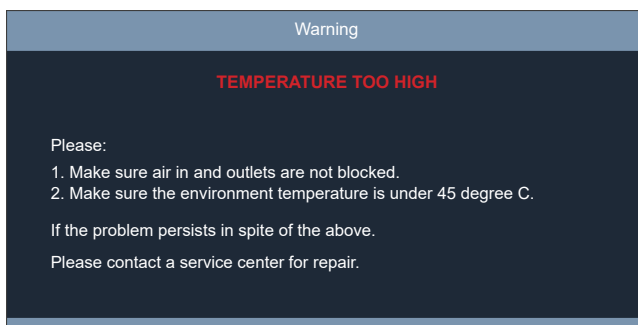 Warning
TEMPERATURE TOO HIGH
Please:
1. Make sure air in and outlets are not blocked.
2. Make sure the environment temperature is under 45 degree C.
If the problem persists in spite of the above.
Please contact a service center for repair.